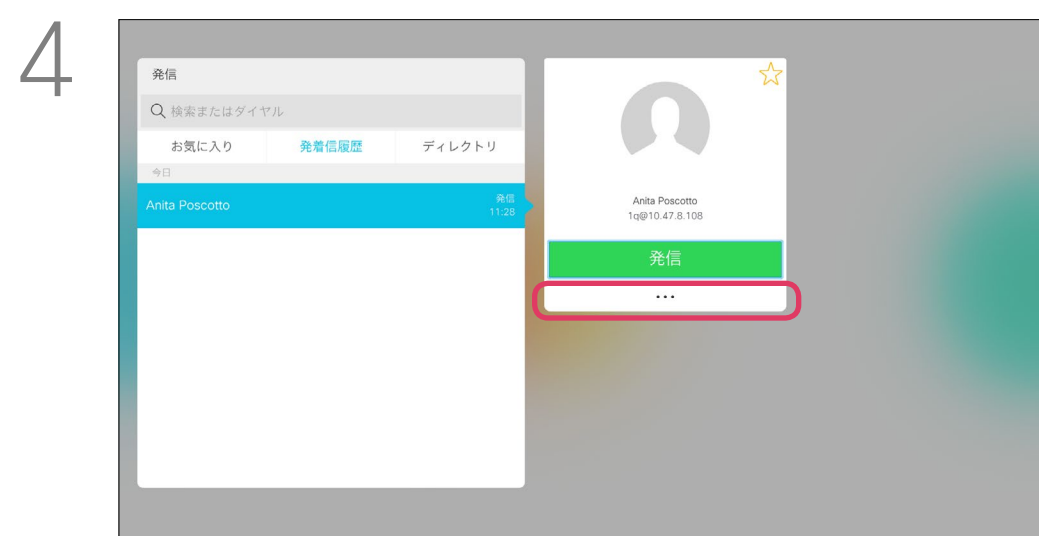 4
発信
検索またはダイヤル
お気に入り 発着信履歴 ディレクトリ
今日
Anita Poscotto 発信
11:28
Anita Poscotto
1q@10.47.8.108
発信
...